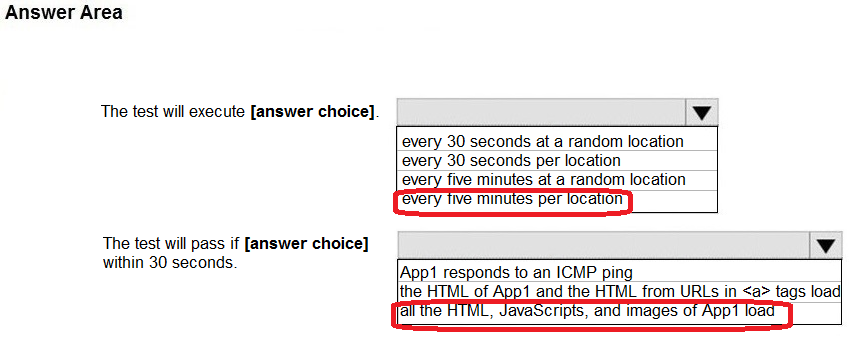 Answer Area
The test will execute [answer choice].
every 30 seconds at a random location
every 30 seconds per location
every five minutes at a random location
every five minutes per location
The test will pass if [answer choice]
within 30 seconds.
App1 responds to an ICMP ping
the HTML of App1 and the HTML from URLs in <a> tags load
all the HTML, JavaScripts, and images of App1 load